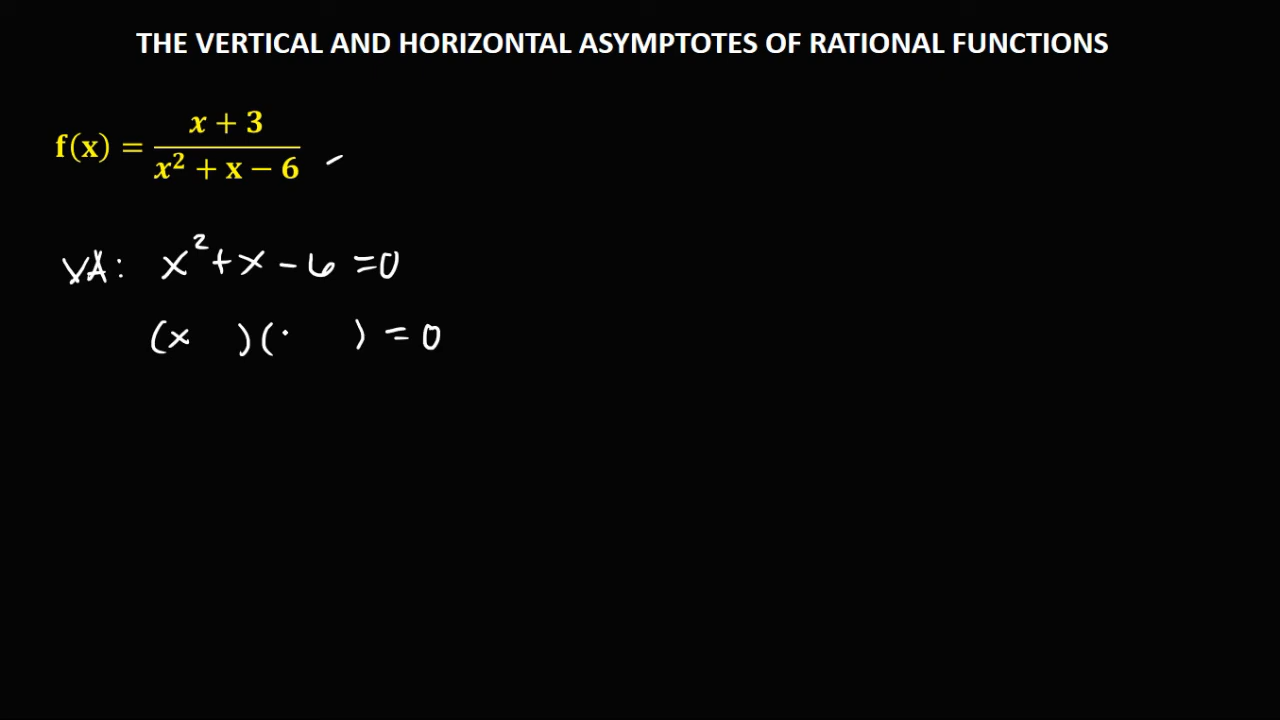 THE VERTICAL AND HORIZONTAL ASYMPTOTES OF RATIONAL FUNCTIONS
f(x) = (x + 3)/(x² + x − 6)
VA: x² + x - 6 = 0
(x )( ) = 0